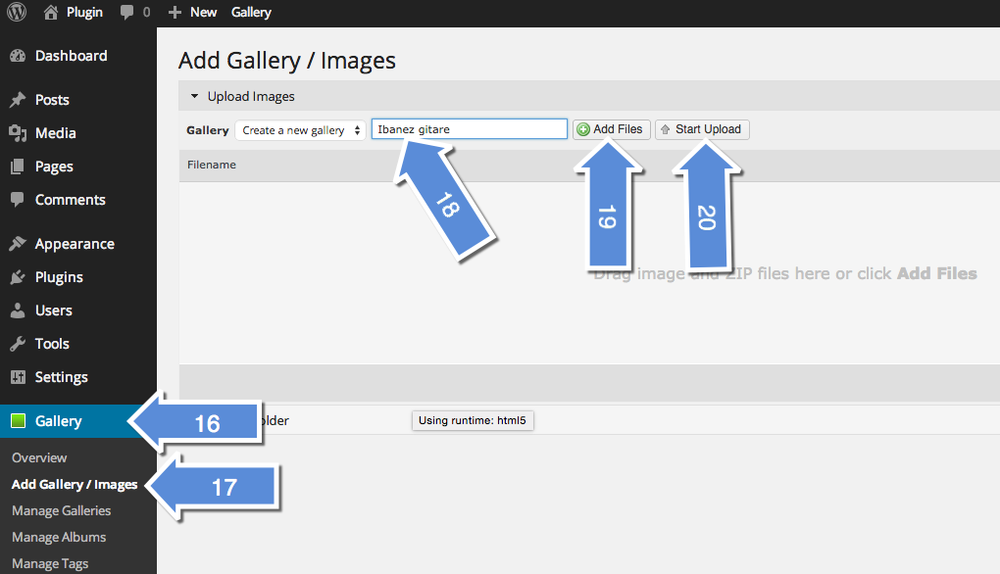 Plugin 0 New Gallery
Dashboard
Posts
Media
Pages
Comments
Appearance
Plugins
Users
Tools
Settings
Gallery
Overview
Add Gallery / Images
Manage Galleries
Manage Albums
Manage Tags
Add Gallery / Images
Upload Images
Gallery Create a new gallery Ibanez gitare Add Files Start Upload
Filename
18
19
20
Drag image and ZIP files here or click Add Files
16
older Using runtime: html5
17